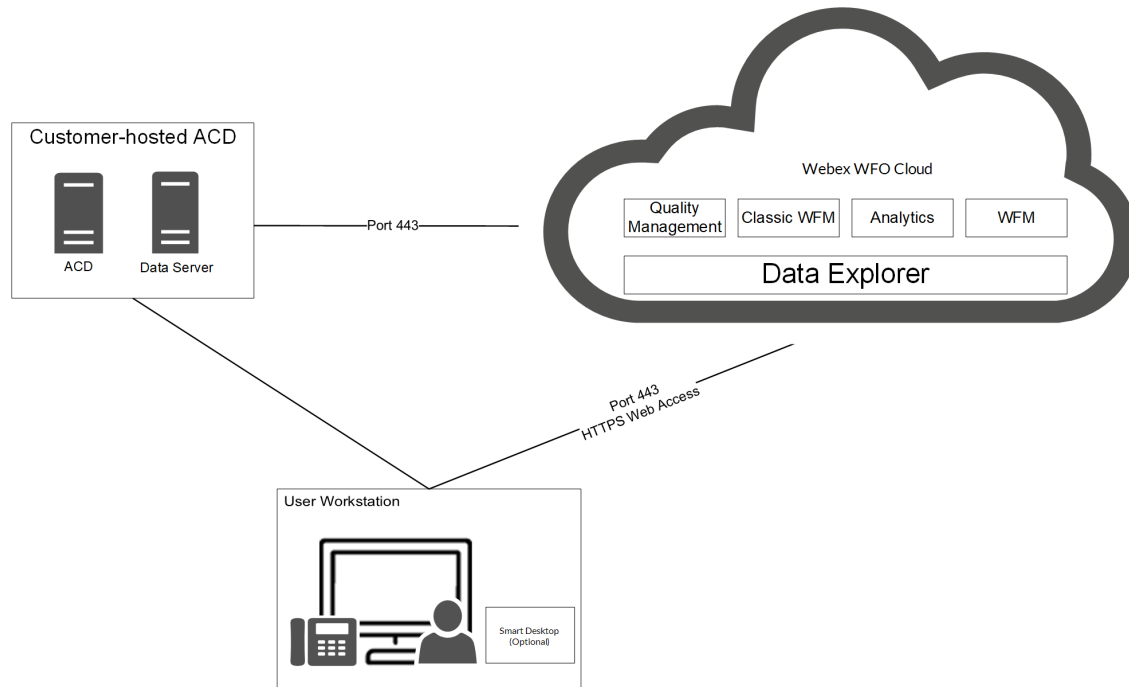 Customer-hosted ACD
ACD
Data Server
Port 443
Webex WFO Cloud
Quality
Management
Classic WFM
Analytics
WFM
Data Explorer
Port 443
HTTPS Web Access
User Workstation
Smart Desktop
(Optional)